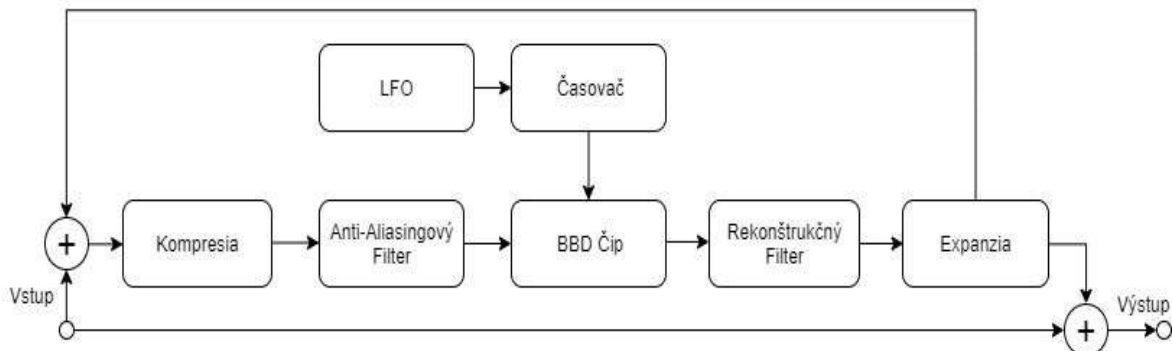 LFO
Časovač
+
Kompresia
Anti-Aliasingový
Filter
BBD Čip
Rekonštrukčný
Filter
Expanzia
Vstup
+
Výstup